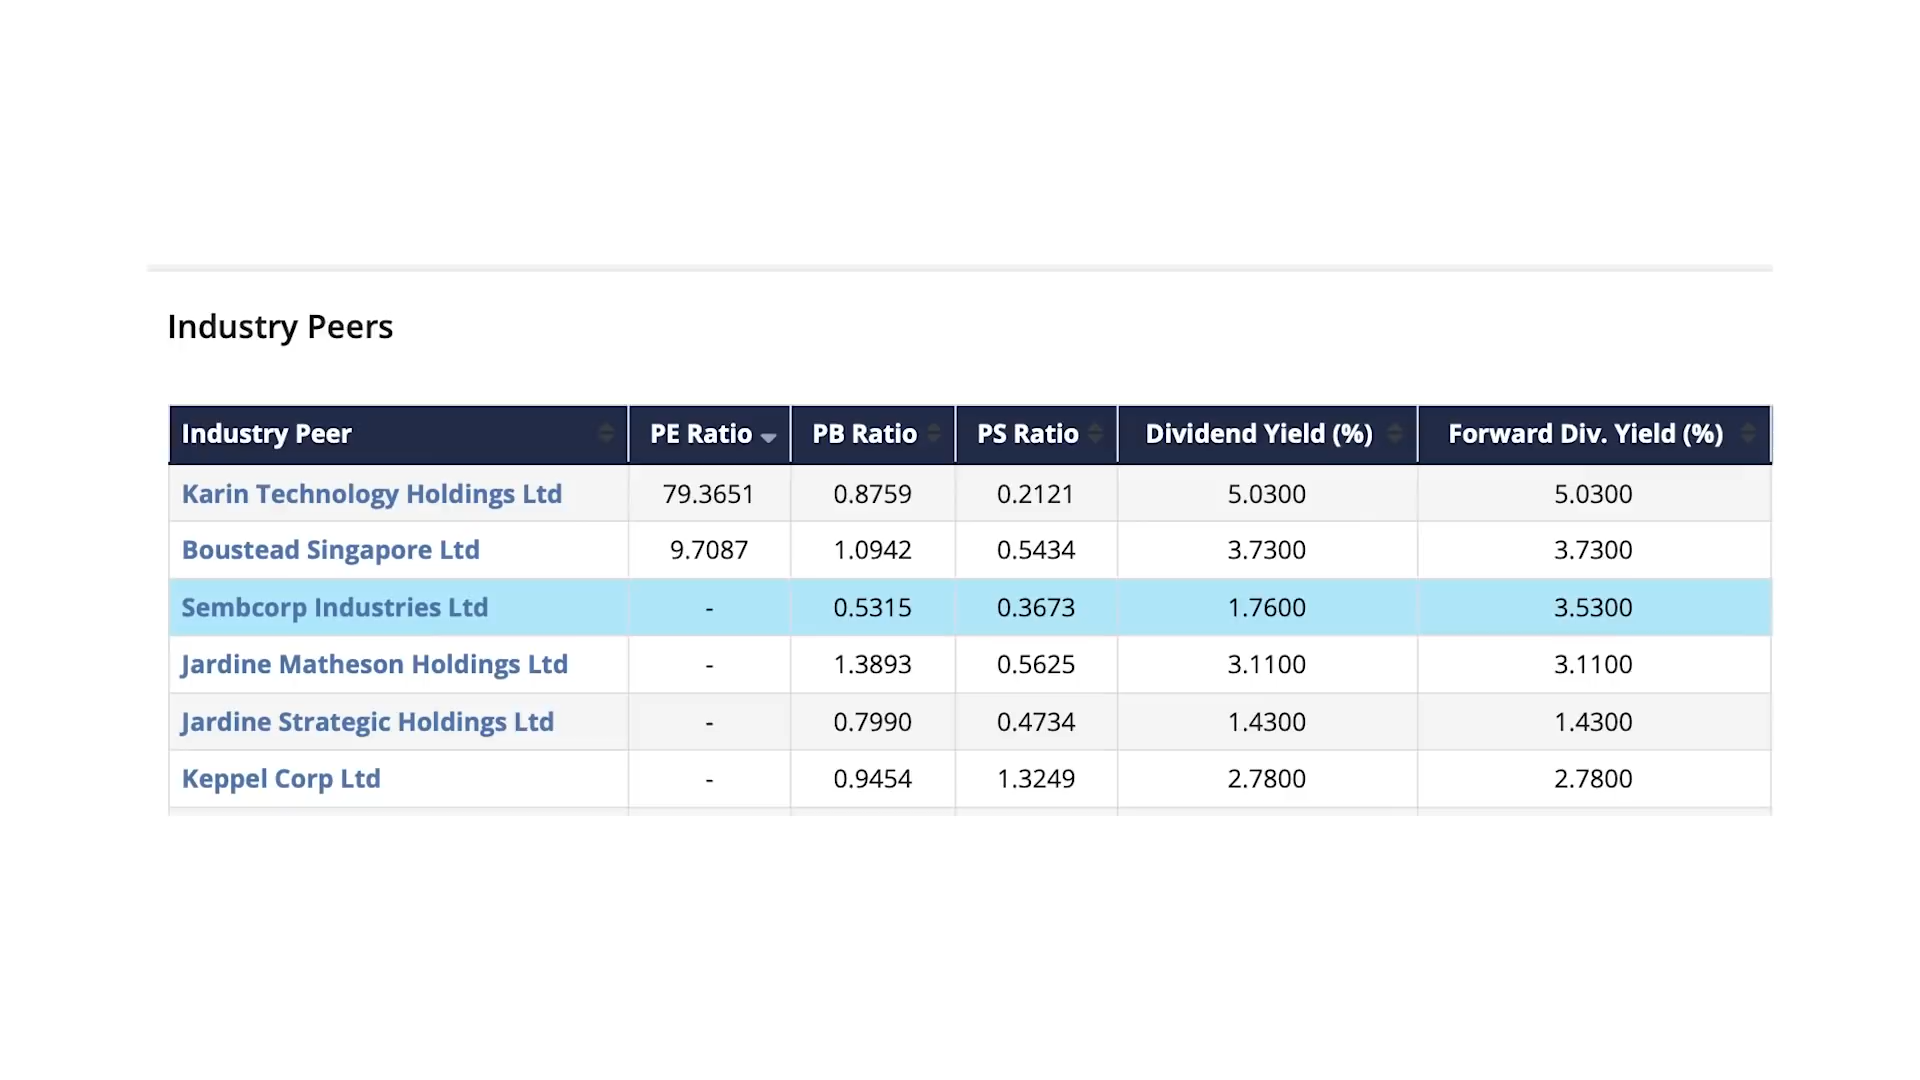 Industry Peers
Industry Peer PE Ratio PB Ratio PS Ratio Dividend Yield (%) Forward Div. Yield (%)
Karin Technology Holdings Ltd 79.3651 0.8759 0.2121 5.0300 5.0300
Boustead Singapore Ltd 9.7087 1.0942 0.5434 3.7300 3.7300
Sembcorp Industries Ltd - 0.5315 0.3673 1.7600 3.5300
Jardine Matheson Holdings Ltd - 1.3893 0.5625 3.1100 3.1100
Jardine Strategic Holdings Ltd - 0.7990 0.4734 1.4300 1.4300
Keppel Corp Ltd - 0.9454 1.3249 2.7800 2.7800